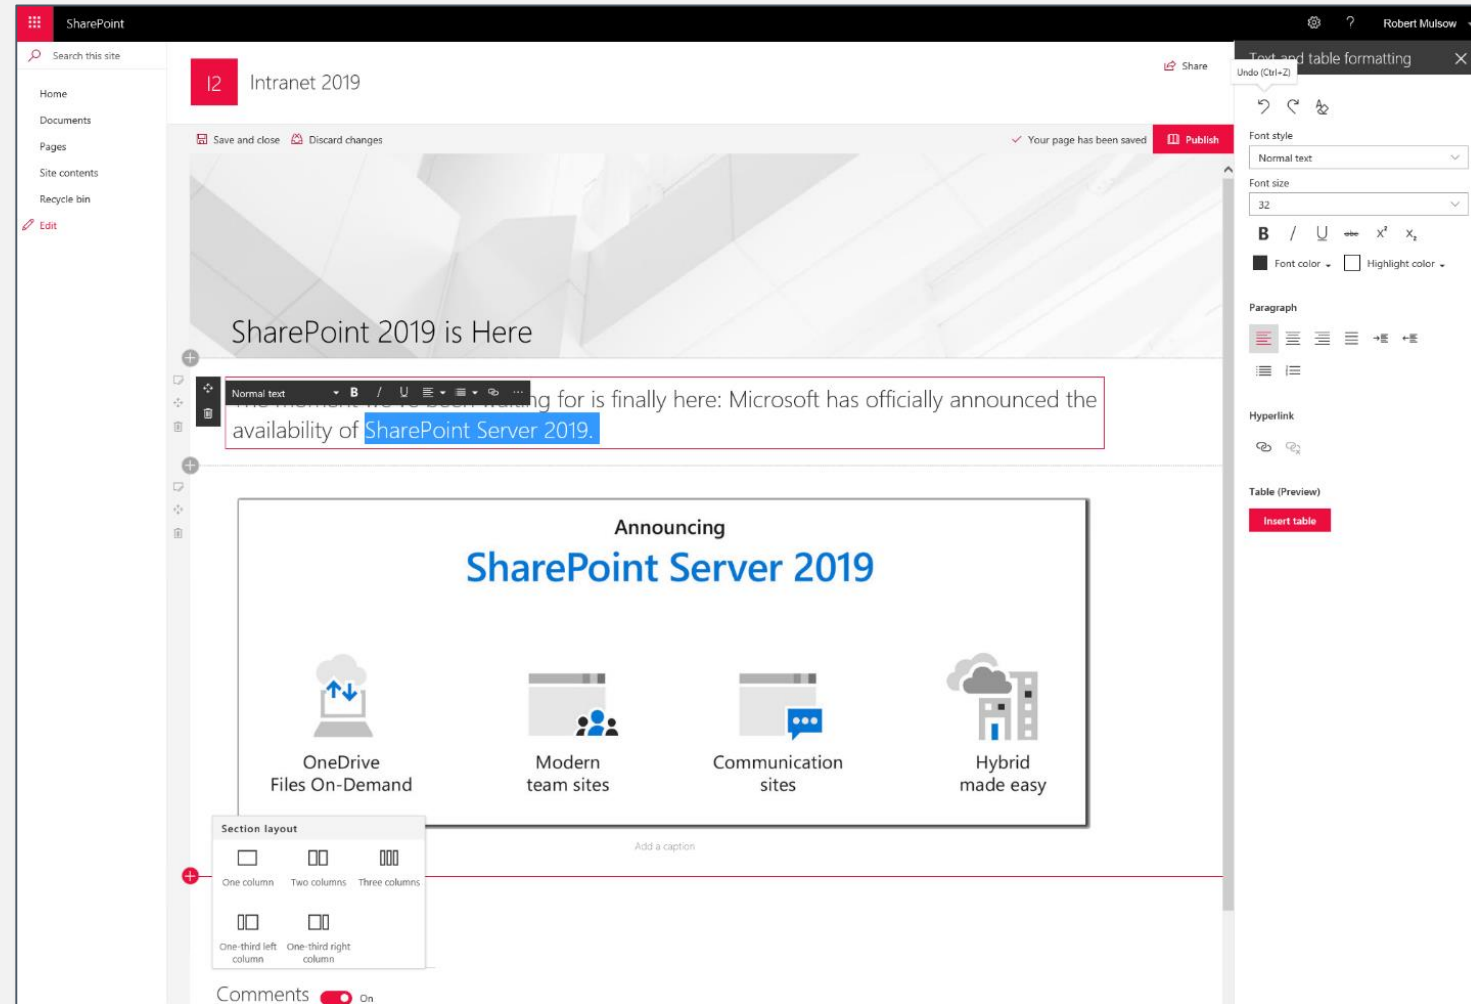 SharePoint
Robert Mulsow
Search this site
Home
Documents
Pages
Site contents
Recycle bin
Edit
I2
Intranet 2019
Share
Save and close
Discard changes
Your page has been saved
Publish
SharePoint 2019 is Here
Normal text
B / U
for is finally here: Microsoft has officially announced the
availability of SharePoint Server 2019.
Announcing
SharePoint Server 2019
OneDrive
Files On-Demand
Modern
team sites
Communication
sites
Hybrid
made easy
Add a caption
Section layout
One column
Two columns
Three columns
One-third left
column
One-third right
column
Comments
On
Text and table formatting
Undo (Ctrl+Z)
Font style
Normal text
Font size
32
B / U abc X² X₂
Font color
Highlight color
Paragraph
Hyperlink
Table (Preview)
Insert table